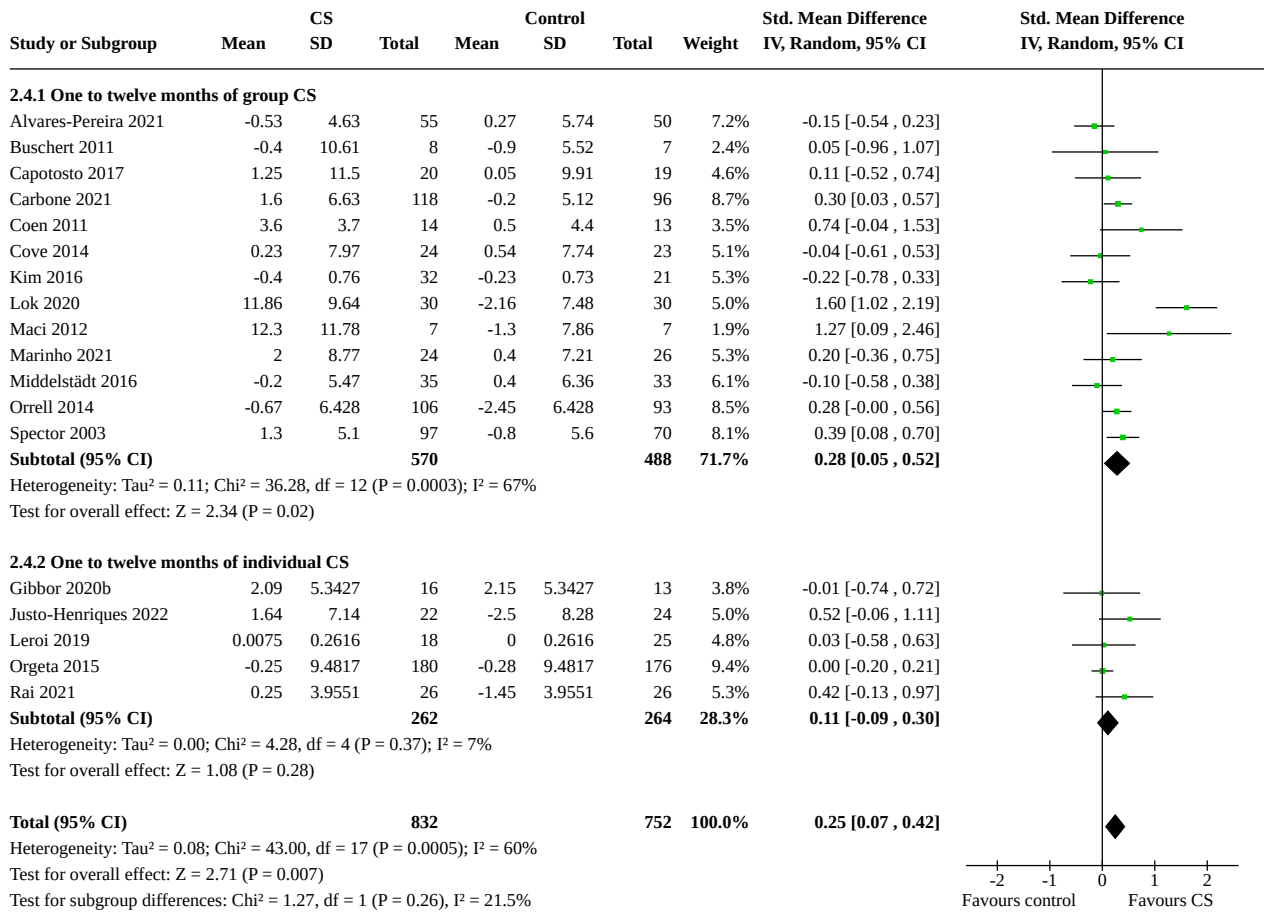 CS Control Std. Mean Difference Std. Mean Difference
Study or Subgroup Mean SD Total Mean SD Total Weight IV, Random, 95% CI IV, Random, 95% CI
2.4.1 One to twelve months of group CS
Alvares-Pereira 2021 -0.53 4.63 55 0.27 5.74 50 7.2% -0.15 [-0.54 , 0.23]
Buschert 2011 -0.4 10.61 8 -0.9 5.52 7 2.4% 0.05 [-0.96 , 1.07]
Capotosto 2017 1.25 11.5 20 0.05 9.91 19 4.6% 0.11 [-0.52 , 0.74]
Carbone 2021 1.6 6.63 118 -0.2 5.12 96 8.7% 0.30 [0.03 , 0.57]
Coen 2011 3.6 3.7 14 0.5 4.4 13 3.5% 0.74 [-0.04 , 1.53]
Cove 2014 0.23 7.97 24 0.54 7.74 23 5.1% -0.04 [-0.61 , 0.53]
Kim 2016 -0.4 0.76 32 -0.23 0.73 21 5.3% -0.22 [-0.78 , 0.33]
Lok 2020 11.86 9.64 30 -2.16 7.48 30 5.0% 1.60 [1.02 , 2.19]
Maci 2012 12.3 11.78 7 -1.3 7.86 7 1.9% 1.27 [0.09 , 2.46]
Marinho 2021 2 8.77 24 0.4 7.21 26 5.3% 0.20 [-0.36 , 0.75]
Middelstädt 2016 -0.2 5.47 35 0.4 6.36 33 6.1% -0.10 [-0.58 , 0.38]
Orrell 2014 -0.67 6.428 106 -2.45 6.428 93 8.5% 0.28 [-0.00 , 0.56]
Spector 2003 1.3 5.1 97 -0.8 5.6 70 8.1% 0.39 [0.08 , 0.70]
Subtotal (95% CI) 570 488 71.7% 0.28 [0.05 , 0.52]
Heterogeneity: Tau² = 0.11; Chi² = 36.28, df = 12 (P = 0.0003); I² = 67%
Test for overall effect: Z = 2.34 (P = 0.02)
2.4.2 One to twelve months of individual CS
Gibbor 2020b 2.09 5.3427 16 2.15 5.3427 13 3.8% -0.01 [-0.74 , 0.72]
Justo-Henriques 2022 1.64 7.14 22 -2.5 8.28 24 5.0% 0.52 [-0.06 , 1.11]
Leroi 2019 0.0075 0.2616 18 0 0.2616 25 4.8% 0.03 [-0.58 , 0.63]
Orgeta 2015 -0.25 9.4817 180 -0.28 9.4817 176 9.4% 0.00 [-0.20 , 0.21]
Rai 2021 0.25 3.9551 26 -1.45 3.9551 26 5.3% 0.42 [-0.13 , 0.97]
Subtotal (95% CI) 262 264 28.3% 0.11 [-0.09 , 0.30]
Heterogeneity: Tau² = 0.00; Chi² = 4.28, df = 4 (P = 0.37); I² = 7%
Test for overall effect: Z = 1.08 (P = 0.28)
Total (95% CI) 832 752 100.0% 0.25 [0.07 , 0.42]
Heterogeneity: Tau² = 0.08; Chi² = 43.00, df = 17 (P = 0.0005); I² = 60%
Test for overall effect: Z = 2.71 (P = 0.007)
Test for subgroup differences: Chi² = 1.27, df = 1 (P = 0.26), I² = 21.5%
-2 -1 0 1 2
Favours control Favours CS